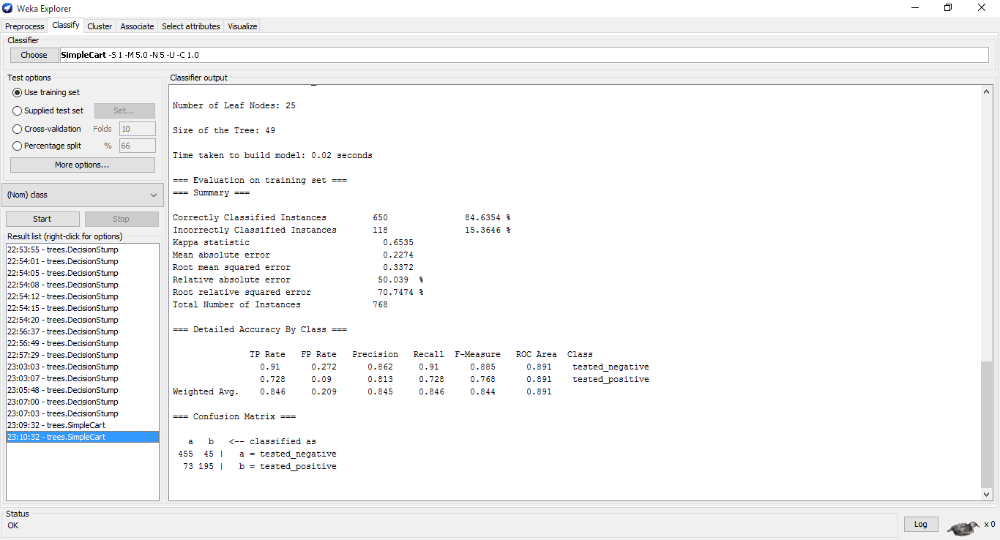 Weka Explorer
Preprocess Classify Cluster Associate Select attributes Visualize
Classifier
Choose SimpleCart -S 1 -M 5.0 -N 5 -U -C 1.0
Test options
Use training set
Supplied test set Set...
Cross-validation Folds 10
Percentage split % 66
More options...
(Nom) class
Start Stop
Result list (right-click for options)
22:53:55 - trees.DecisionStump
22:54:01 - trees.DecisionStump
22:54:05 - trees.DecisionStump
22:54:08 - trees.DecisionStump
22:54:12 - trees.DecisionStump
22:54:15 - trees.DecisionStump
22:54:20 - trees.DecisionStump
22:56:37 - trees.DecisionStump
22:56:49 - trees.DecisionStump
22:57:29 - trees.DecisionStump
23:03:03 - trees.DecisionStump
23:03:07 - trees.DecisionStump
23:05:48 - trees.DecisionStump
23:07:00 - trees.DecisionStump
23:07:03 - trees.DecisionStump
23:09:32 - trees.SimpleCart
23:10:32 - trees.SimpleCart
Classifier output
Number of Leaf Nodes: 25
Size of the Tree: 49
Time taken to build model: 0.02 seconds
=== Evaluation on training set ===
=== Summary ===
Correctly Classified Instances 650 84.6354 %
Incorrectly Classified Instances 118 15.3646 %
Kappa statistic 0.6535
Mean absolute error 0.2274
Root mean squared error 0.3372
Relative absolute error 50.039 %
Root relative squared error 70.7474 %
Total Number of Instances 768
=== Detailed Accuracy By Class ===
TP Rate FP Rate Precision Recall F-Measure ROC Area Class
0.91 0.272 0.862 0.91 0.885 0.891 tested_negative
0.728 0.09 0.813 0.728 0.768 0.891 tested_positive
Weighted Avg. 0.846 0.209 0.845 0.846 0.844 0.891
=== Confusion Matrix ===
a b <-- classified as
455 45 | a = tested_negative
73 195 | b = tested_positive
Status
OK
Log x 0